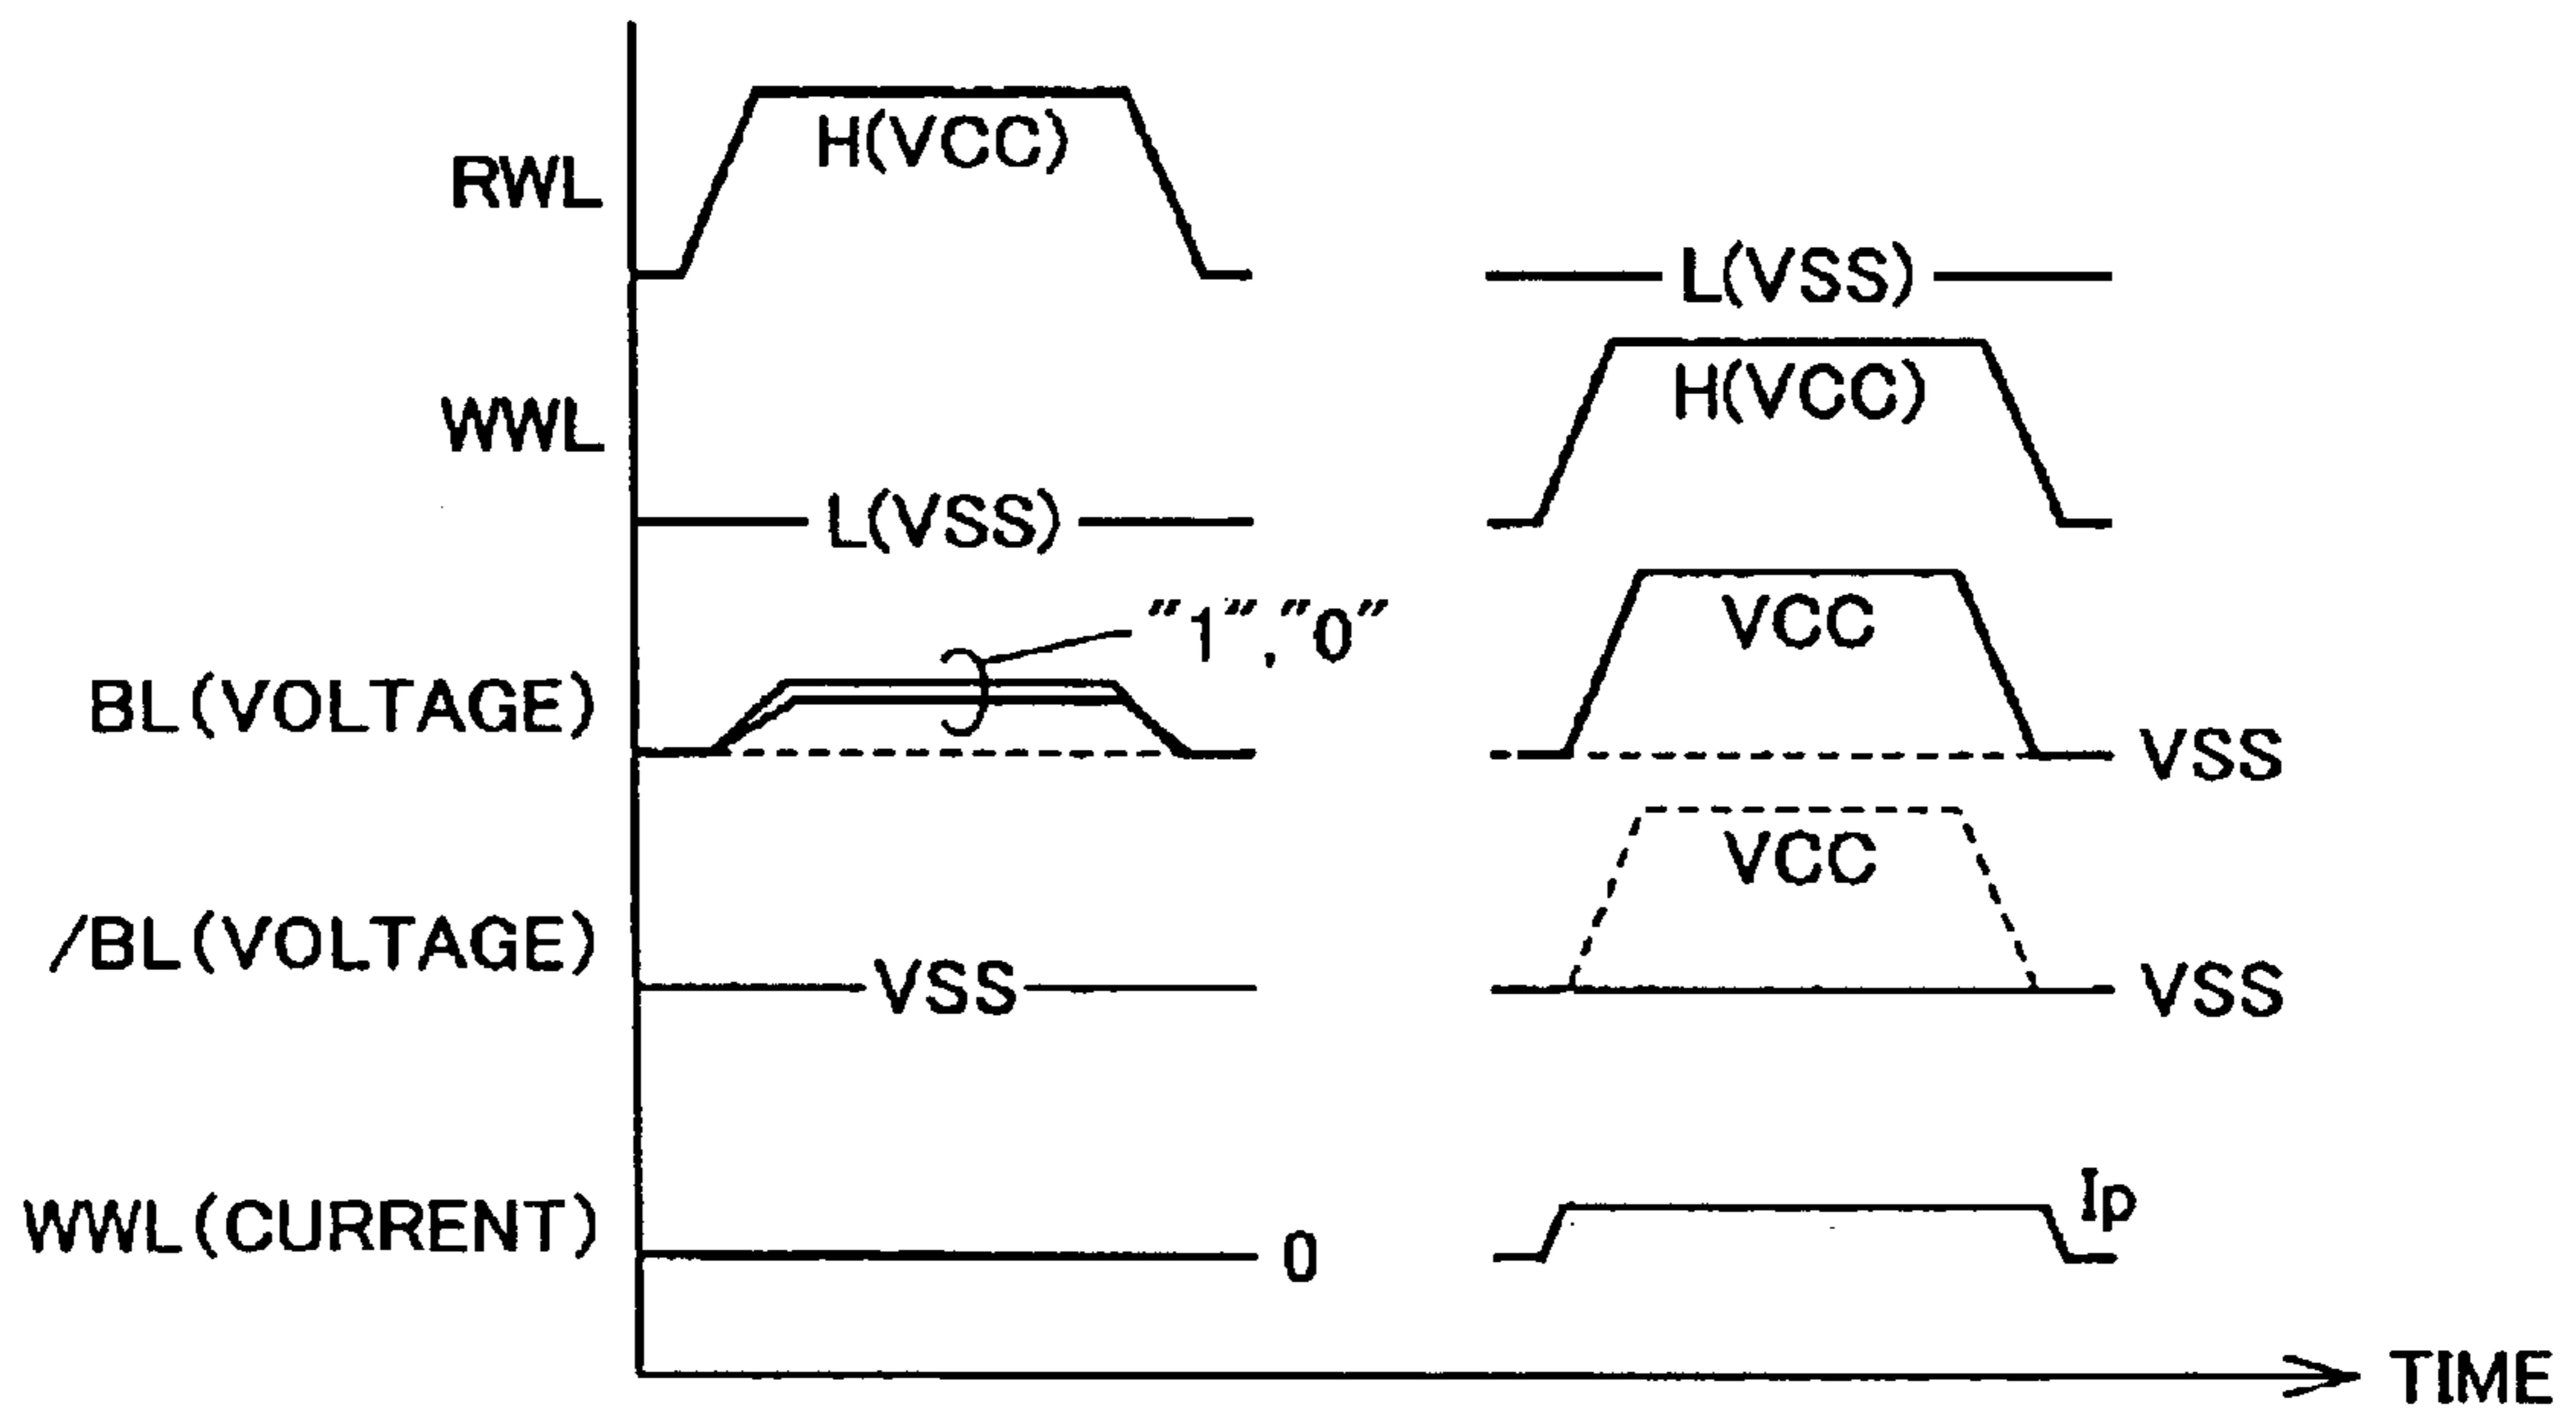 H(VCC)
RWL
L(VSS)
H(VCC)
WWL
L(VSS)
"1","0"
VCC
BL(VOLTAGE)
VSS
VCC
/BL(VOLTAGE)
VSS
VSS
Ip
WWL(CURRENT)
0
TIME